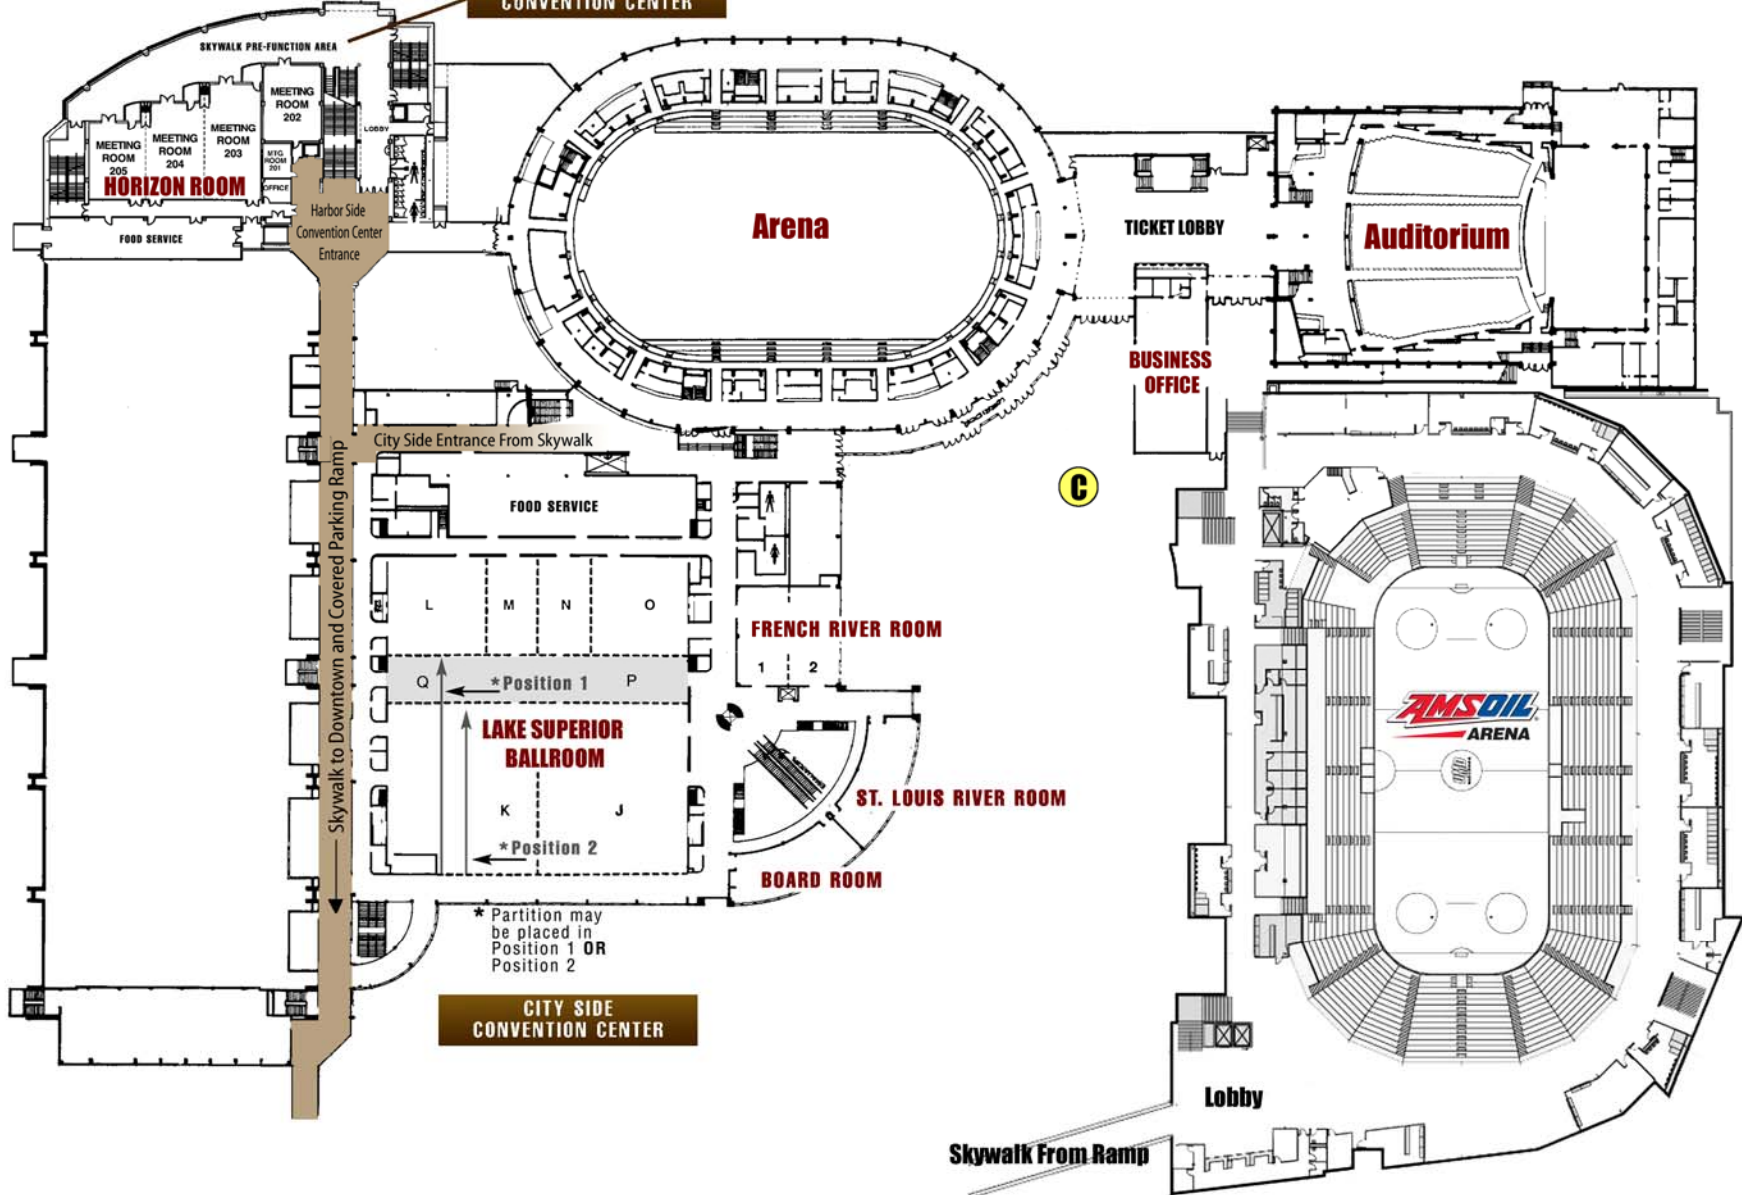 CONVENTION CENTER
SKYWALK PRE-FUNCTION AREA
MEETING
ROOM
202
MEETING
ROOM
203
MEETING
ROOM
204
MEETING
ROOM
205
MTG
ROOM
201
LOBBY
OFFICE
HORIZON ROOM
FOOD SERVICE
Harbor Side
Convention Center
Entrance
Arena
TICKET LOBBY
Auditorium
BUSINESS
OFFICE
City Side Entrance From Skywalk
Skywalk to Downtown and Covered Parking Ramp
FOOD SERVICE
C
L
M
N
O
FRENCH RIVER ROOM
1
2
Q
*Position 1
P
LAKE SUPERIOR
BALLROOM
K
J
*Position 2
ST. LOUIS RIVER ROOM
BOARD ROOM
* Partition may
be placed in
Position 1 OR
Position 2
CITY SIDE
CONVENTION CENTER
AMSOIL
ARENA
Lobby
Skywalk From Ramp